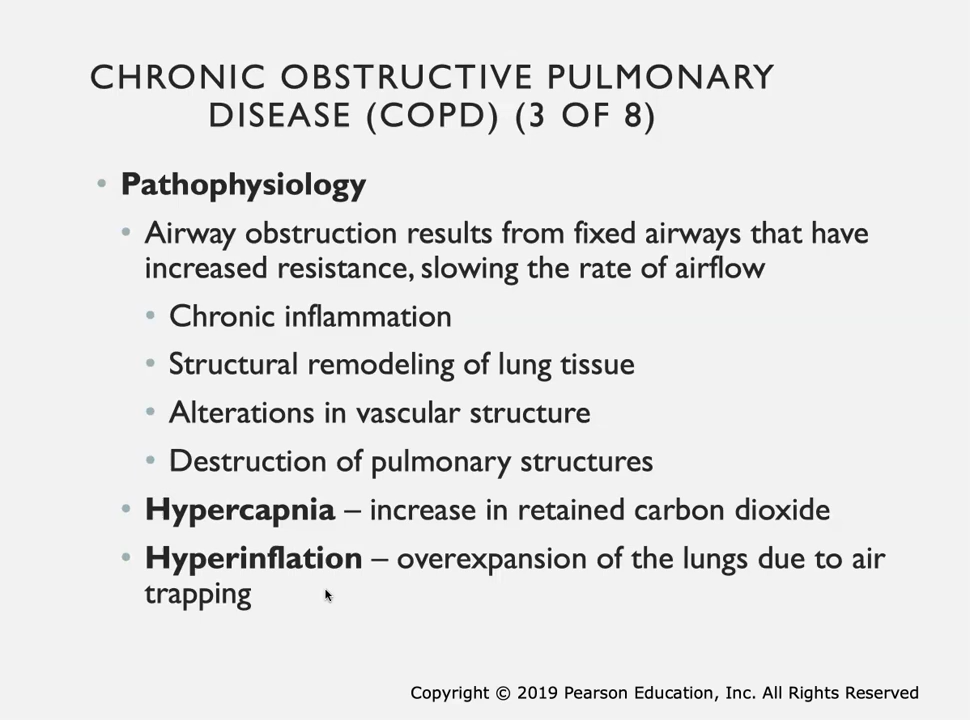 CHRONIC OBSTRUCTIVE PULMONARY
DISEASE (COPD) (3 OF 8)
• Pathophysiology
• Airway obstruction results from fixed airways that have
increased resistance, slowing the rate of airflow
• Chronic inflammation
• Structural remodeling of lung tissue
• Alterations in vascular structure
• Destruction of pulmonary structures
• Hypercapnia – increase in retained carbon dioxide
• Hyperinflation – overexpansion of the lungs due to air
trapping
Copyright © 2019 Pearson Education, Inc. All Rights Reserved